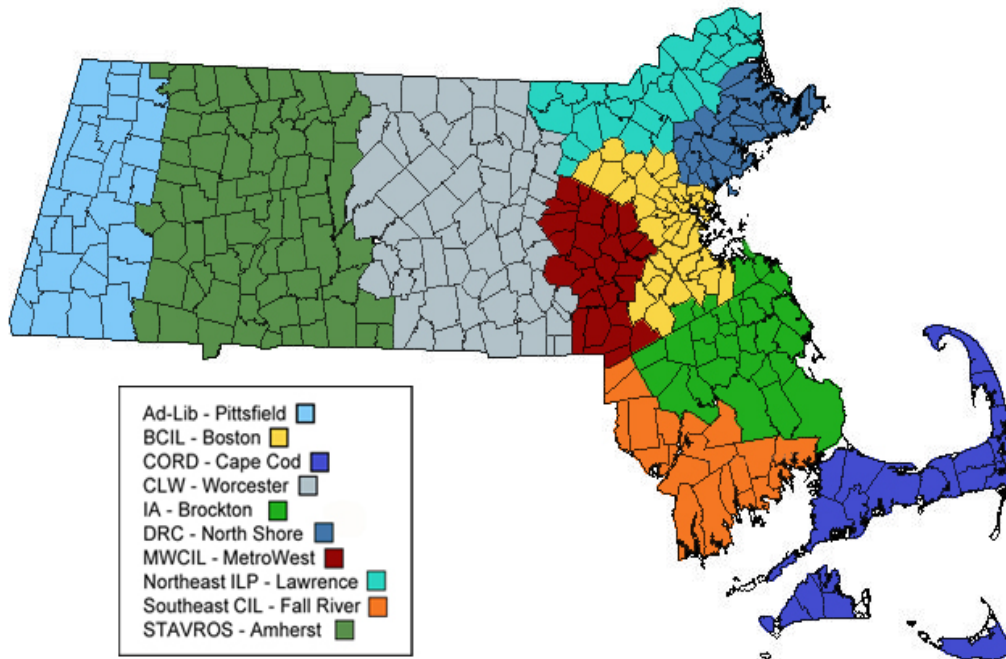 Ad-Lib - Pittsfield
BCIL - Boston
CORD - Cape Cod
CLW - Worcester
IA - Brockton
DRC - North Shore
MWCIL - MetroWest
Northeast ILP - Lawrence
Southeast CIL - Fall River
STAVROS - Amherst